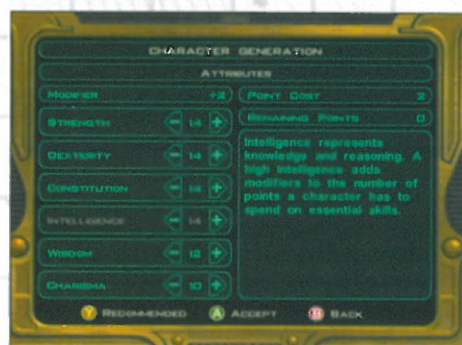 CHARACTER GENERATION
ATTRIBUTES
MODIFIER +2
POINT COST 2
REMAINING POINTS 0
STRENGTH 14
DEXTERITY 14
CONSTITUTION 14
INTELLIGENCE 14
WISDOM 12
CHARISMA 10
Intelligence represents
knowledge and reasoning. A
high intelligence adds
modifiers to the number of
points a character has to
spend on essential skills.
Y RECOMMENDED A ACCEPT B BACK